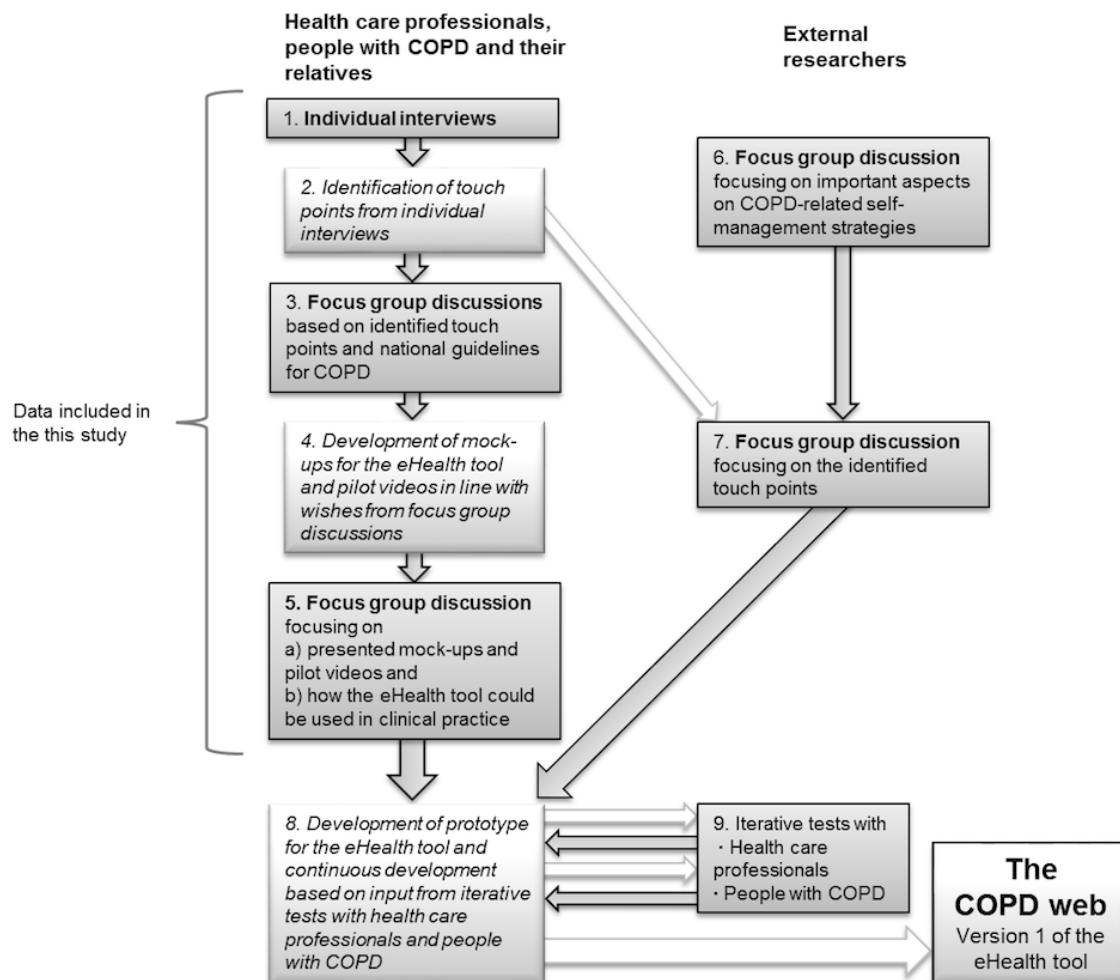 Health care professionals,
people with COPD and their
relatives
External
researchers
1. Individual interviews
2. Identification of touch
points from individual
interviews
3. Focus group discussions
based on identified touch
points and national guidelines
for COPD
4. Development of mock-
ups for the eHealth tool
and pilot videos in line with
wishes from focus group
discussions
5. Focus group discussion
focusing on
a) presented mock-ups and
pilot videos and
b) how the eHealth tool could
be used in clinical practice
Data included in
the this study
6. Focus group discussion
focusing on important aspects
on COPD-related self-
management strategies
7. Focus group discussion
focusing on the identified
touch points
8. Development of prototype
for the eHealth tool and
continuous development
based on input from iterative
tests with health care
professionals and people
with COPD
9. Iterative tests with
· Health care
professionals
· People with COPD
The
COPD web
Version 1 of the
eHealth tool